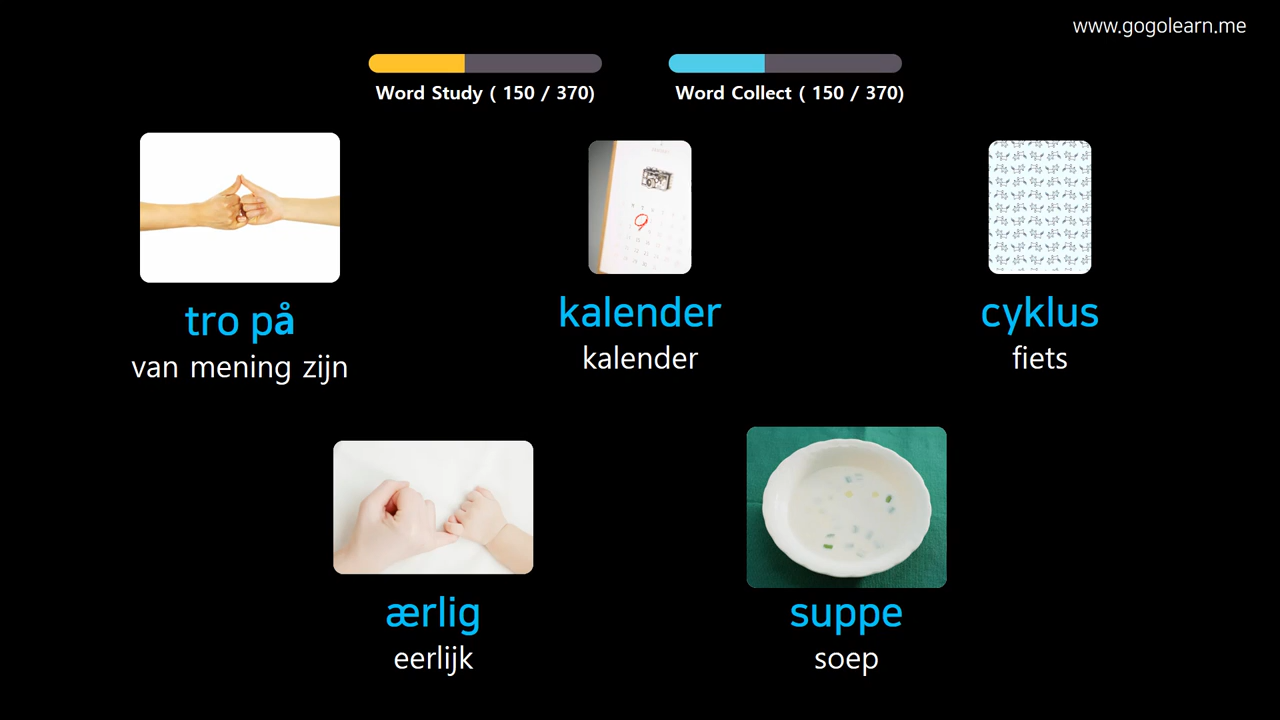 www.gogolearn.me
Word Study ( 150 / 370)
Word Collect ( 150 / 370)
tro på
van mening zijn
kalender
kalender
cyklus
fiets
ærlig
eerlijk
suppe
soep